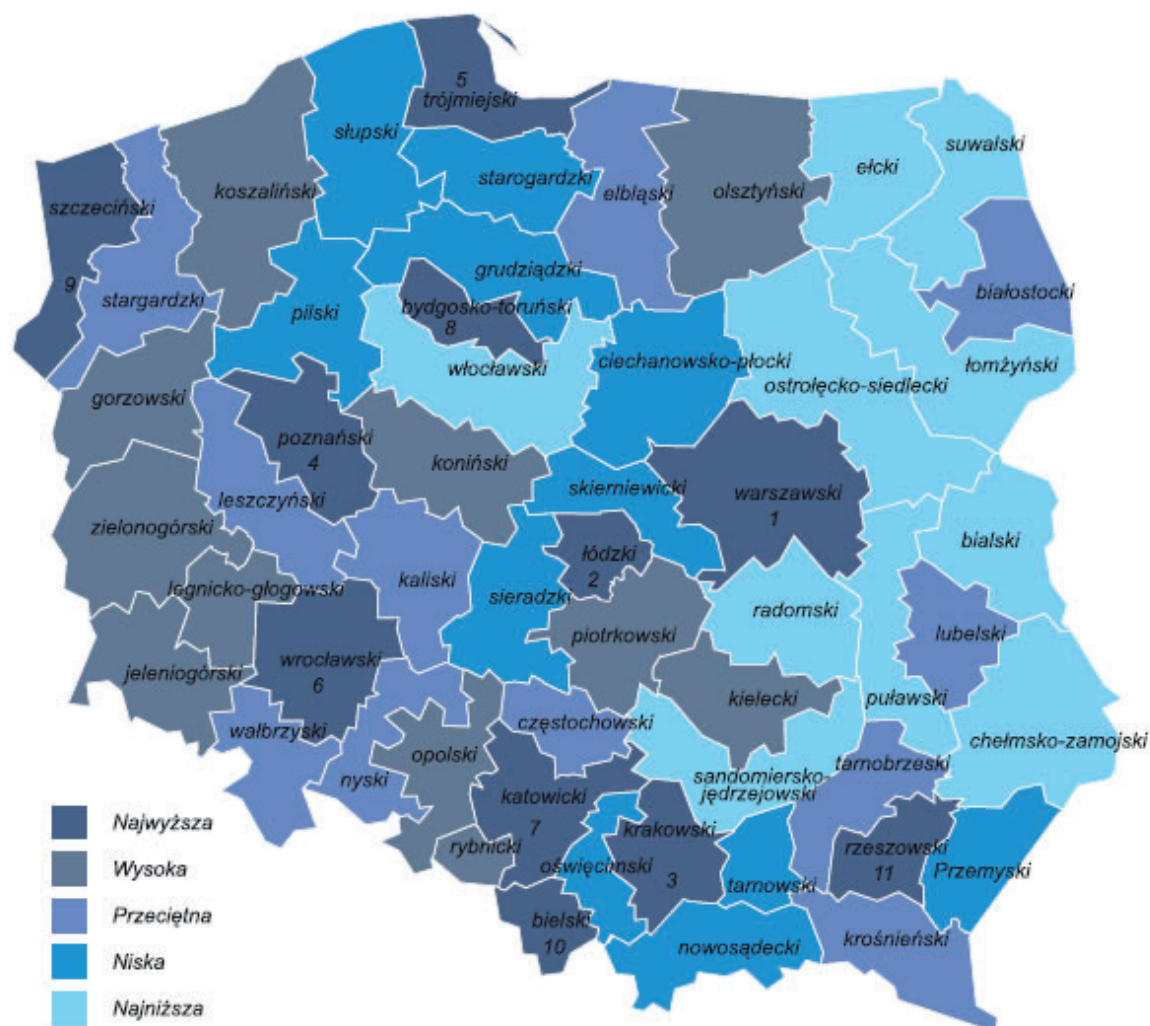 5
trójmiejski
słupski
suwalski
ełcki
starogardzki
koszaliński
elbląski
olsztyński
szczeciński
grudziądzki
9
stargardzki
białostocki
bydgosko-toruński
8
pilski
ciechanowsko-płocki
włocławski
łomżyński
ostrołęcko-siedlecki
gorzowski
poznański
4
koniński
skierniewicki
warszawski
1
leszczyński
zielonogórski
bialski
łódzki
2
kaliski
legnicko-głogowski
sieradzki
radomski
piotrkowski
lubelski
wrocławski
6
jeleniogórski
kielecki
puławski
częstochowski
wałbrzyski
chełmsko-zamojski
opolski
tarnobrzeski
nyski
sandomiersko-
jędrzejowski
katowicki
7
krakowski
3
rybnicki
oświęcimski
rzeszowski
11
Przemyski
tarnowski
bielski
10
nowosądecki
krośnieński
Najwyższa
Wysoka
Przeciętna
Niska
Najniższa